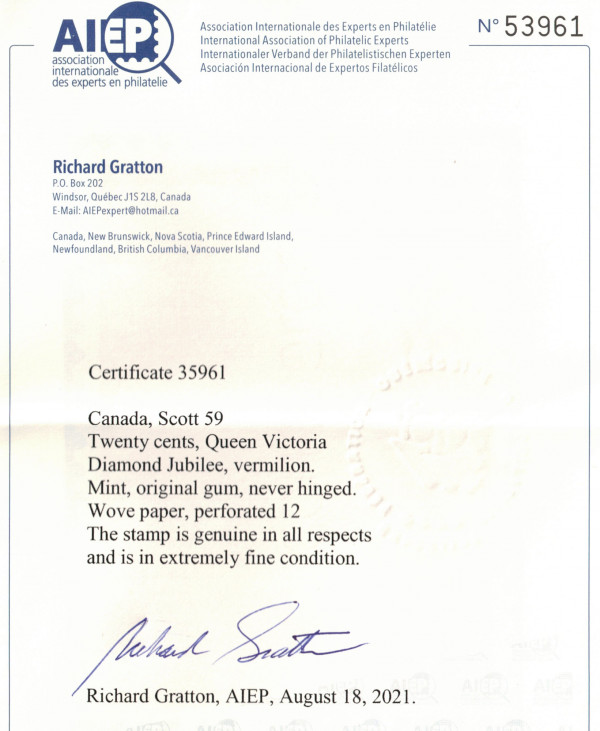 AIEP
association
internationale
des experts en philatelie
Association Internationale des Experts en Philatélie
International Association of Philatelic Experts
Internationaler Verband der Philatelistischen Experten
Asociación Internacional de Expertos Filatélicos
N° 53961
Richard Gratton
P.O. Box 202
Windsor, Québec J1S 2L8, Canada
E-Mail: AIEPexpert@hotmail.ca
Canada, New Brunswick, Nova Scotia, Prince Edward Island,
Newfoundland, British Columbia, Vancouver Island
Certificate 35961
Canada, Scott 59
Twenty cents, Queen Victoria
Diamond Jubilee, vermilion.
Mint, original gum, never hinged.
Wove paper, perforated 12
The stamp is genuine in all respects
and is in extremely fine condition.
Richard Gratton
Richard Gratton, AIEP, August 18, 2021.